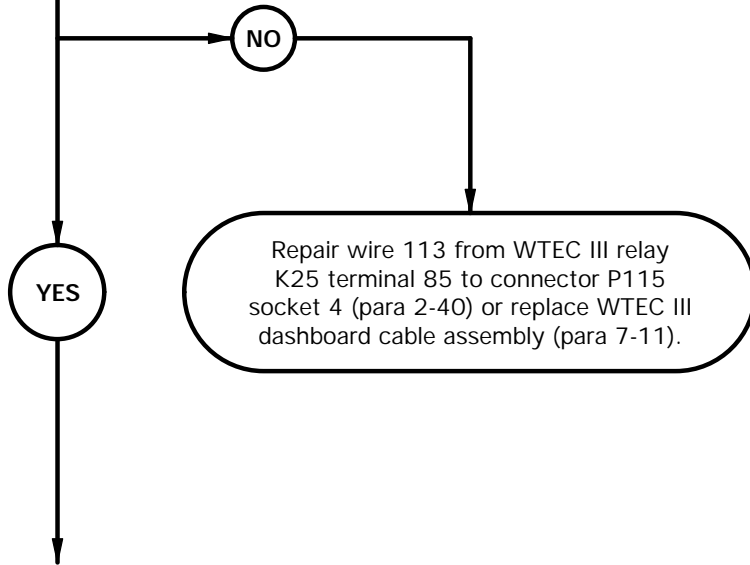 NO
YES
Repair wire 113 from WTEC III relay
K25 terminal 85 to connector P115
socket 4 (para 2-40) or replace WTEC III
dashboard cable assembly (para 7-11).